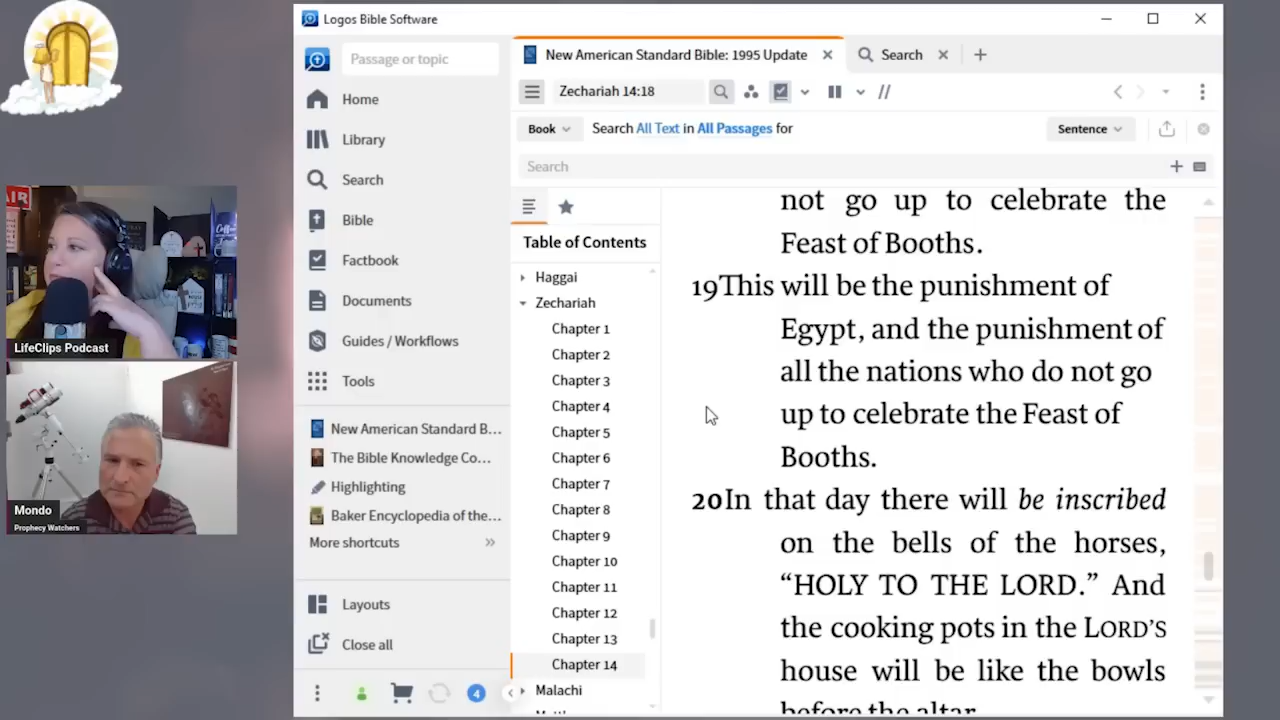 Logos Bible Software
Passage or topic
Home
Library
Search
Bible
Factbook
Documents
Guides / Workflows
Tools
New American Standard B...
The Bible Knowledge Co...
Highlighting
Baker Encyclopedia of the...
More shortcuts
Layouts
Close all
4
New American Standard Bible: 1995 Update
Search
Zechariah 14:18
Book
Search All Text in All Passages for
Sentence
Search
Table of Contents
Haggai
Zechariah
Chapter 1
Chapter 2
Chapter 3
Chapter 4
Chapter 5
Chapter 6
Chapter 7
Chapter 8
Chapter 9
Chapter 10
Chapter 11
Chapter 12
Chapter 13
Chapter 14
Malachi
not go up to celebrate the
Feast of Booths.
19This will be the punishment of
Egypt, and the punishment of
all the nations who do not go
up to celebrate the Feast of
Booths.
20In that day there will be inscribed
on the bells of the horses,
“HOLY TO THE LORD.” And
the cooking pots in the LORD’S
house will be like the bowls
before the altar.
AIR
LifeClips Podcast
Mondo
Prophecy Watchers